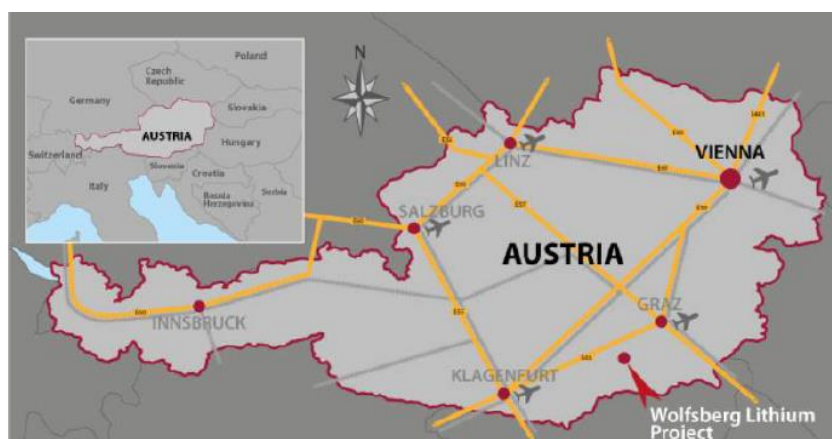 N
Poland
Czech
Republic
Germany
Slovakia
AUSTRIA
Hungary
Switzerland
Slovenia
Croatia
Italy
Bosnia
Herzegovina
Serbia
LINZ
VIENNA
SALZBURG
AUSTRIA
INNSBRUCK
GRAZ
KLAGENFURT
E55
Wolfsberg Lithium
Project